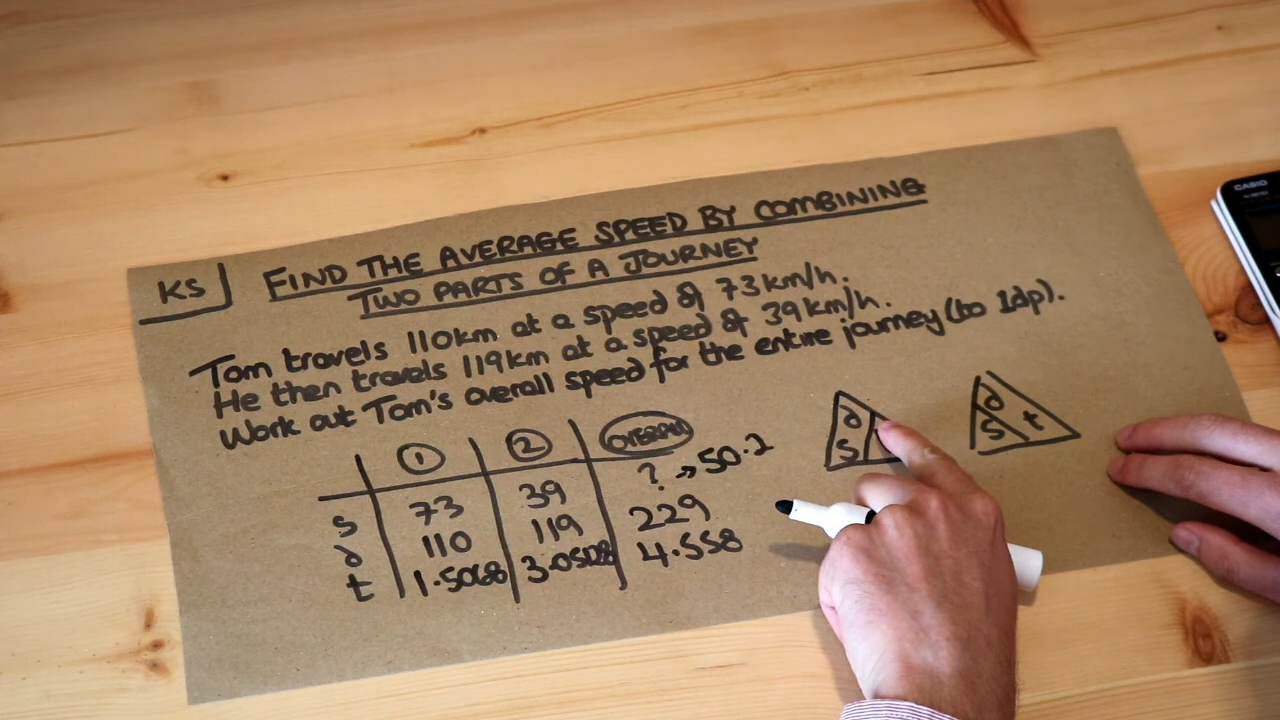 KS
FIND THE AVERAGE SPEED BY COMBINING
TWO PARTS OF A JOURNEY
Tom travels 110km at a speed of 73km/h.
He then travels 119km at a speed of 39km/h.
Work out Tom's overall speed for the entire journey (to 1dp).
1 2 OVERALL
s 73 39 ? → 50.2
d 110 119 229
t 1.5068 3.0513 4.558
d
s
d
s t
CASIO